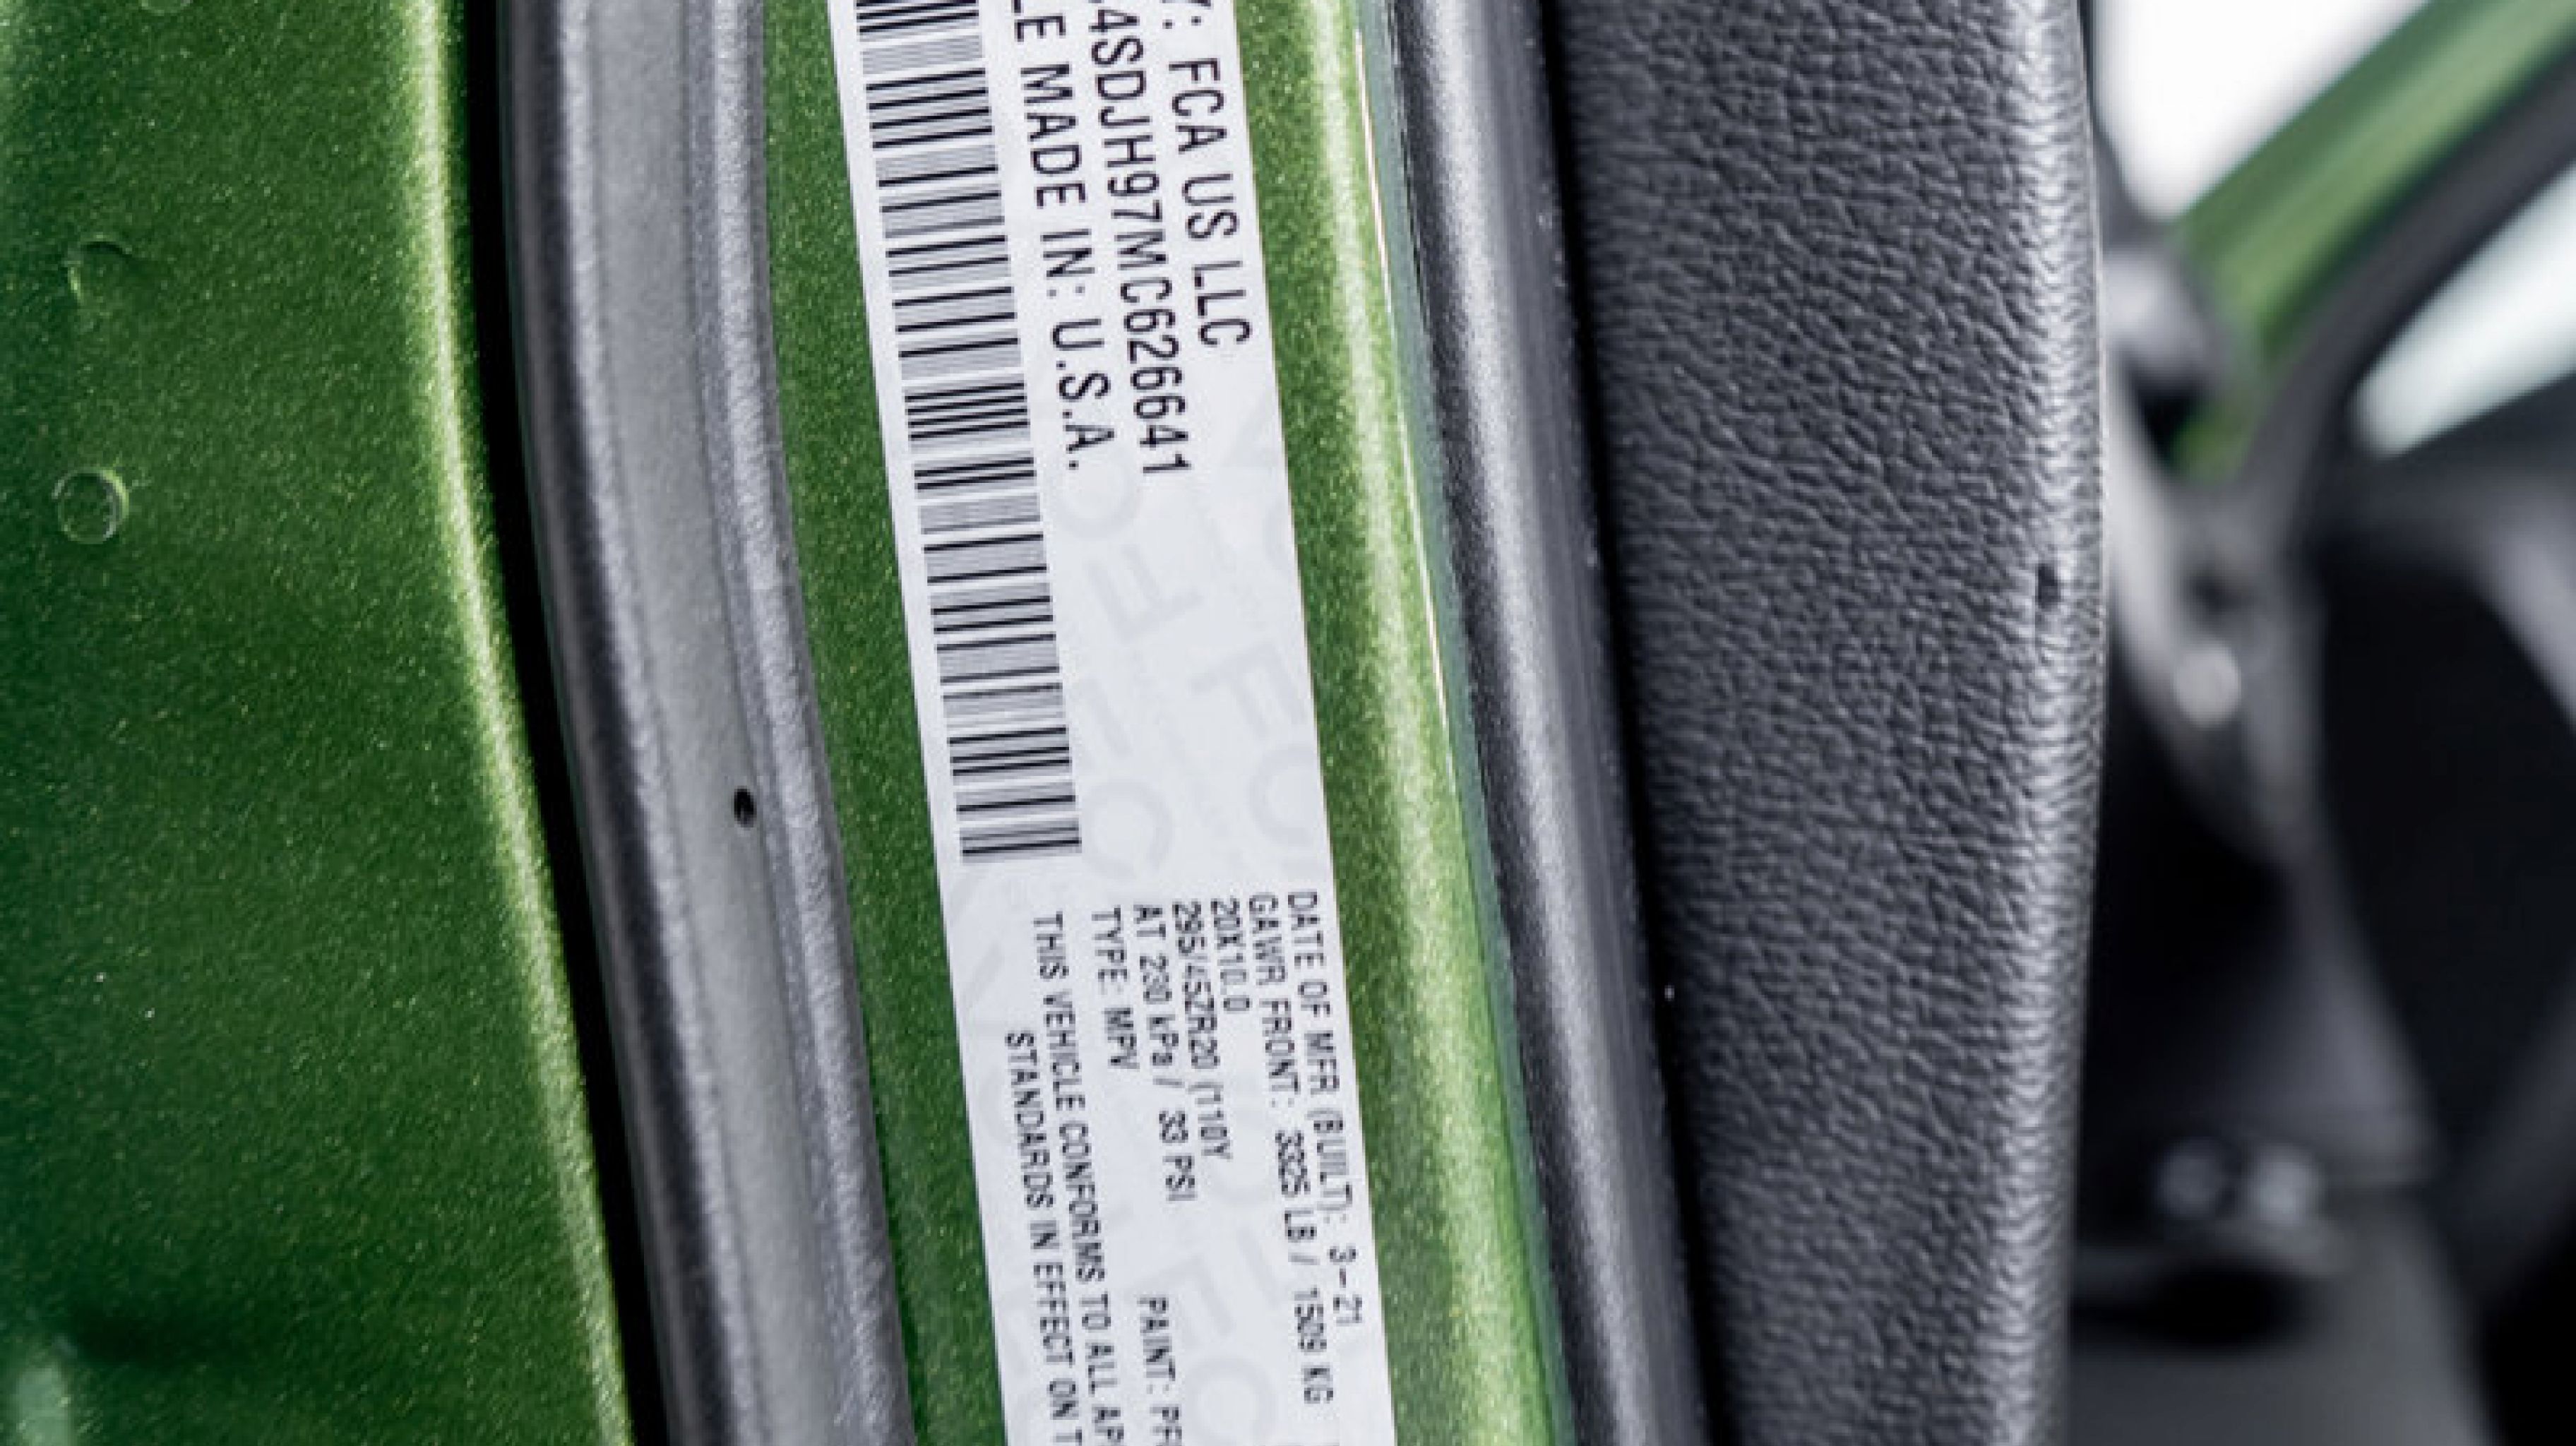 7: FCA US LLC
4SDJH97MC626641
LE MADE IN: U.S.A.
DATE OF MFR (BUILT): 3-21
GAWR FRONT: 3325 LB / 1509 KG
20X10.0
295/45ZR20 (110Y
AT 230 kPa / 33 PSI
TYPE: MPV PAINT: PF
THIS VEHICLE CONFORMS TO ALL AP
STANDARDS IN EFFECT ON T